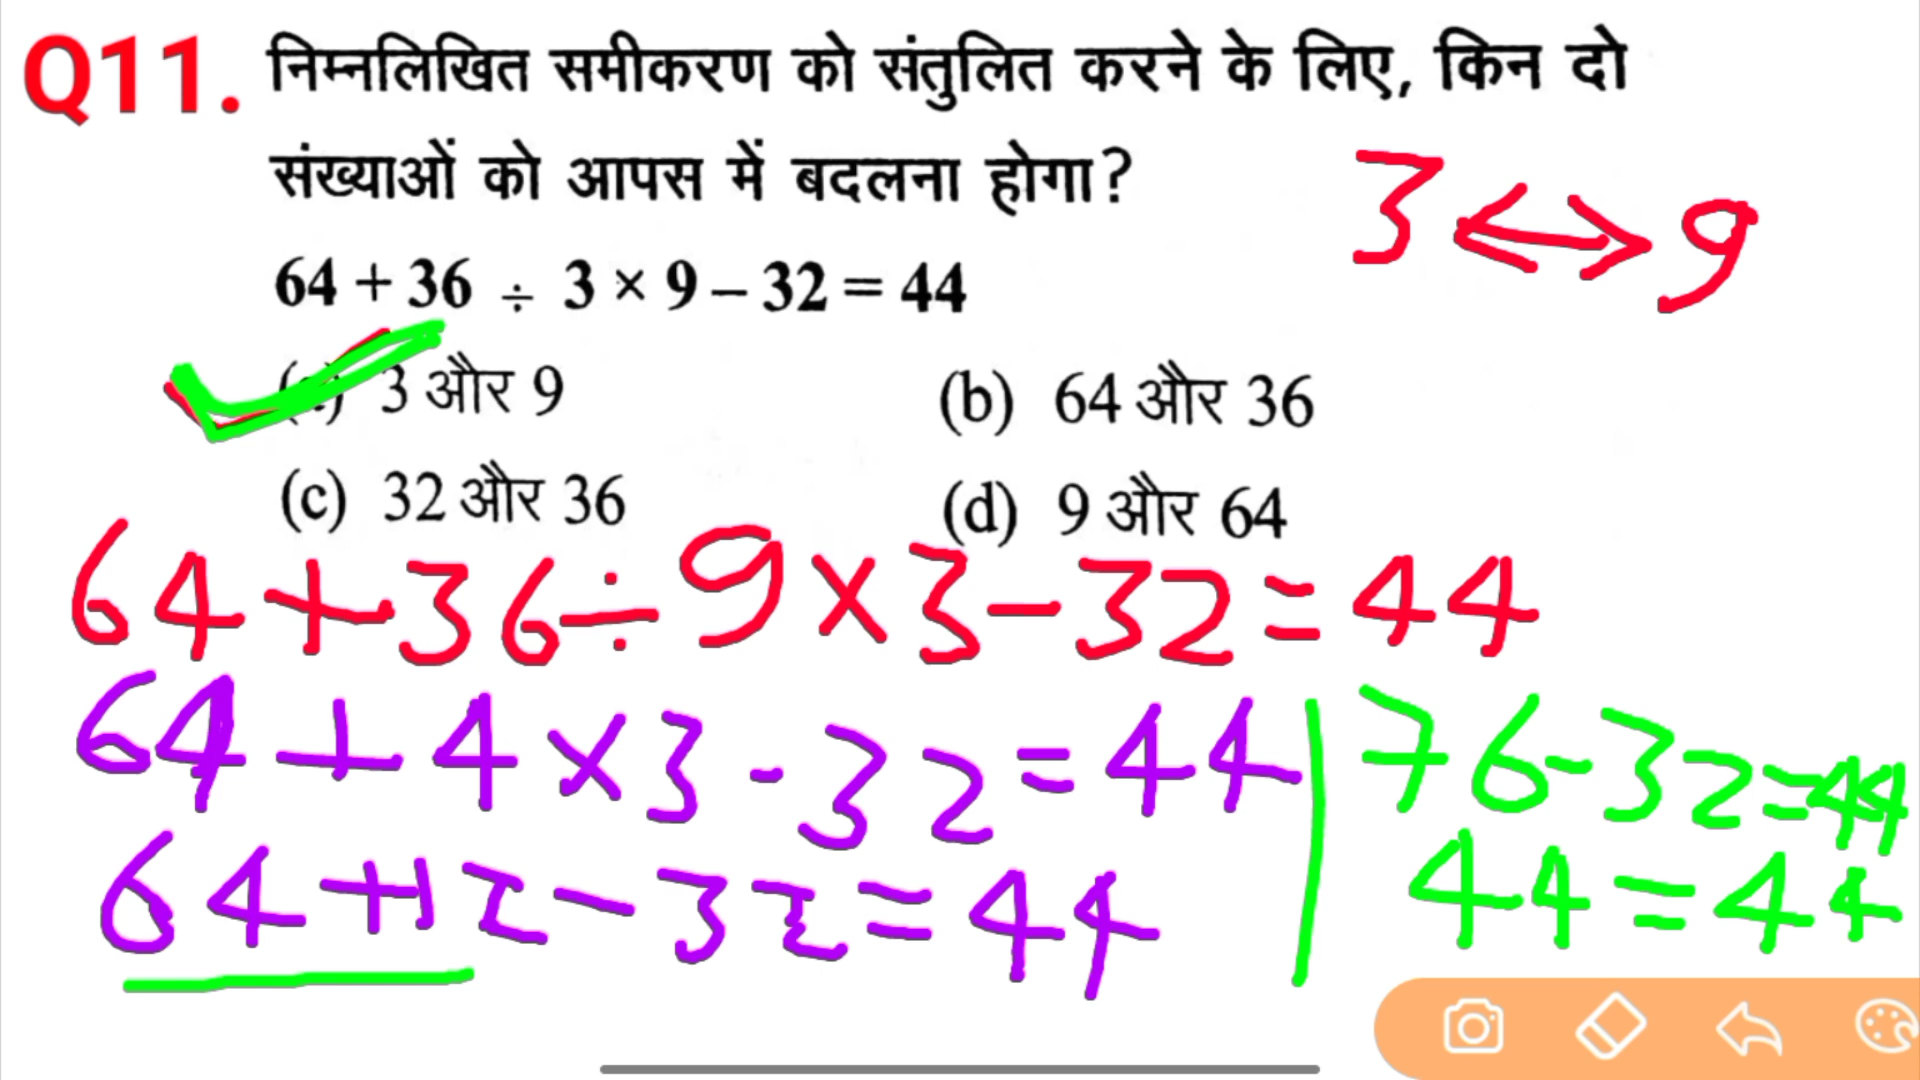 Q11. निम्नलिखित समीकरण को संतुलित करने के लिए, किन दो
संख्याओं को आपस में बदलना होगा?
3 ↔ 9
64 + 36 ÷ 3 × 9 – 32 = 44
3 और 9
(b) 64 और 36
(c) 32 और 36
(d) 9 और 64
64 + 36 ÷ 9 × 3 – 32 = 44
64 + 4 × 3 - 32 = 44
76 - 32 = 44
64 + 12 – 32 = 44
44 = 44